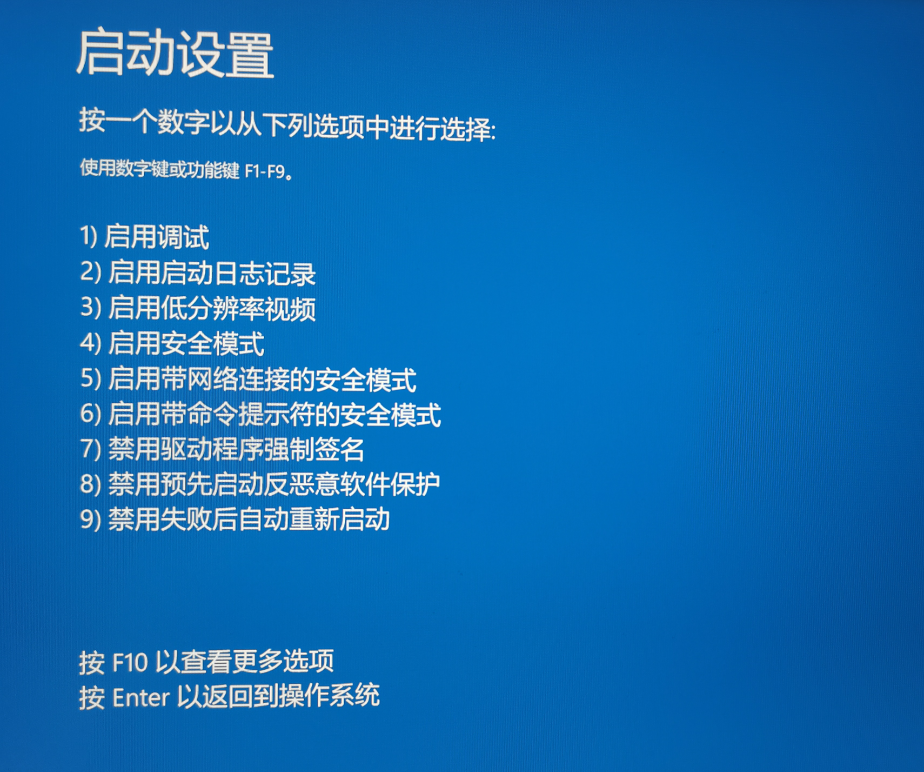 启动设置
按一个数字以从下列选项中进行选择:
使用数字键或功能键 F1-F9。
1) 启用调试
2) 启用启动日志记录
3) 启用低分辨率视频
4) 启用安全模式
5) 启用带网络连接的安全模式
6) 启用带命令提示符的安全模式
7) 禁用驱动程序强制签名
8) 禁用预先启动反恶意软件保护
9) 禁用失败后自动重新启动
按 F10 以查看更多选项
按 Enter 以返回到操作系统